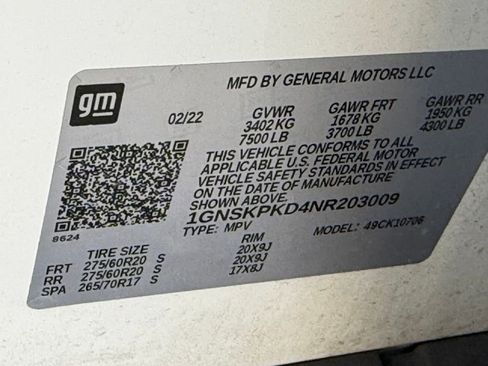 gm
MFD BY GENERAL MOTORS LLC
02/22 GVWR GAWR FRT GAWR RR
3402 KG 1678 KG 1950 KG
7500 LB 3700 LB 4300 LB
THIS VEHICLE CONFORMS TO ALL
APPLICABLE U.S. FEDERAL MOTOR
VEHICLE SAFETY STANDARDS IN EFFECT
ON THE DATE OF MANUFACTURE
SHOWN ABOVE.
1GNSKPKD4NR203009
TYPE: MPV MODEL: 49CK10706
8624
TIRE SIZE RIM
FRT 275/60R20 S 20X9J
RR 275/60R20 S 20X9J
SPA 265/70R17 S 17X8J